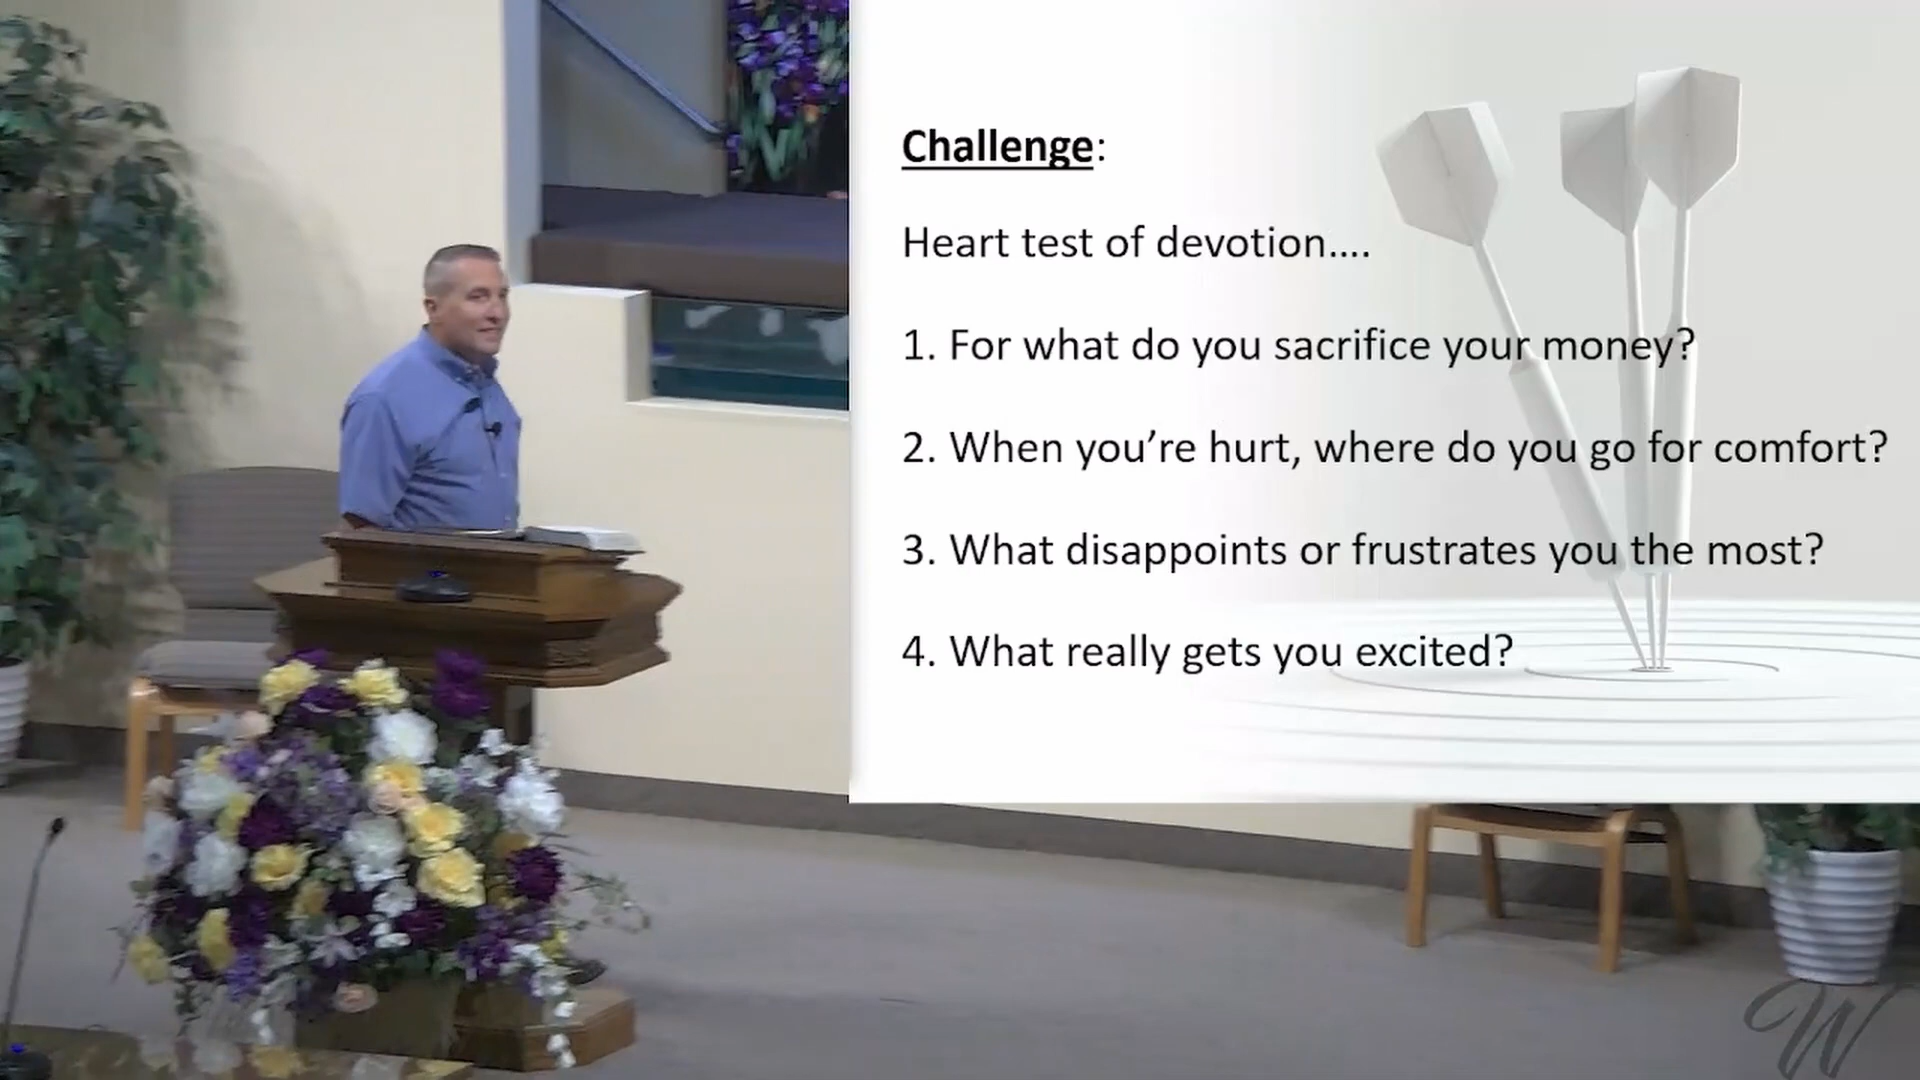 Challenge:
Heart test of devotion....
1. For what do you sacrifice your money?
2. When you’re hurt, where do you go for comfort?
3. What disappoints or frustrates you the most?
4. What really gets you excited?
W